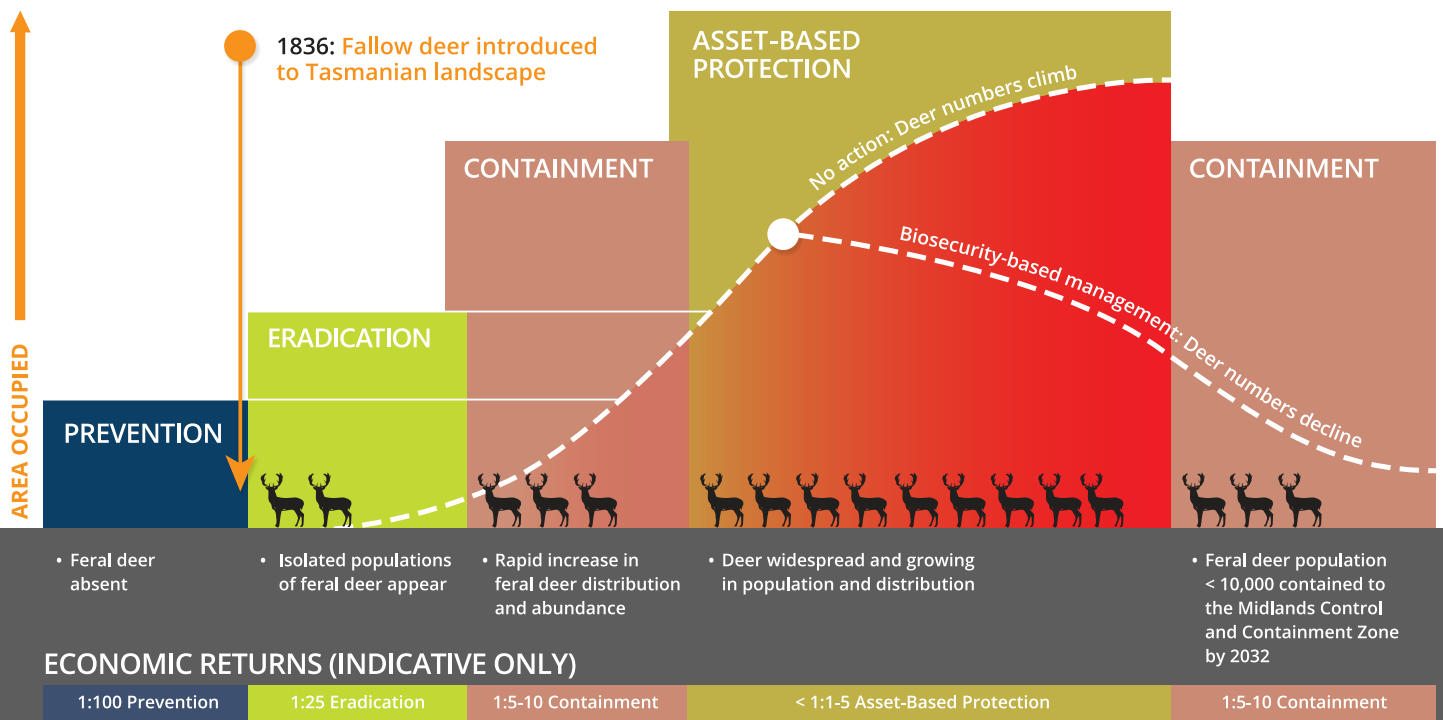 AREA OCCUPIED
1836: Fallow deer introduced
to Tasmanian landscape
PREVENTION
ERADICATION
CONTAINMENT
ASSET-BASED
PROTECTION
No action: Deer numbers climb
Biosecurity-based management: Deer numbers decline
CONTAINMENT
• Feral deer
absent
• Isolated populations
of feral deer appear
• Rapid increase in
feral deer distribution
and abundance
• Deer widespread and growing
in population and distribution
• Feral deer population
< 10,000 contained to
the Midlands Control
and Containment Zone
by 2032
ECONOMIC RETURNS (INDICATIVE ONLY)
1:100 Prevention
1:25 Eradication
1:5-10 Containment
< 1:1-5 Asset-Based Protection
1:5-10 Containment